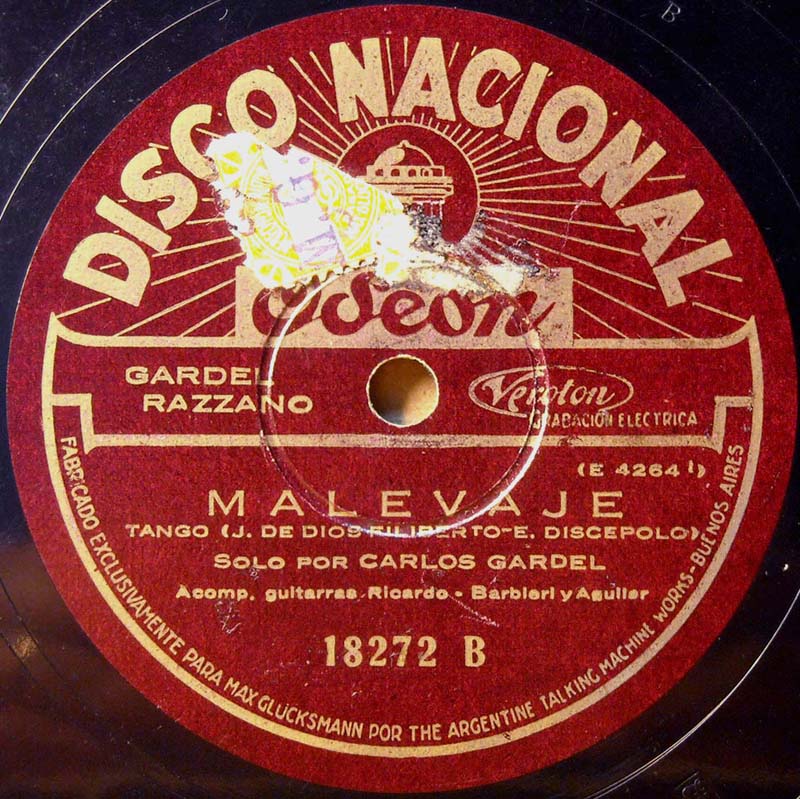 DISCO NACIONAL
Odeon
GARDEL
RAZZANO
Veroton
GRABACION ELECTRICA
(E 4264 I)
MALEVAJE
TANGO (J. DE DIOS FILIBERTO-E. DISCEPOLO)
SOLO POR CARLOS GARDEL
Acomp. guitarras Ricardo - Barbieri y Aguilar
18272 B
FABRICADO EXCLUSIVAMENTE PARA MAX GLÜCKSMANN POR THE ARGENTINE TALKING MACHINE WORKS-BUENOS AIRES
B